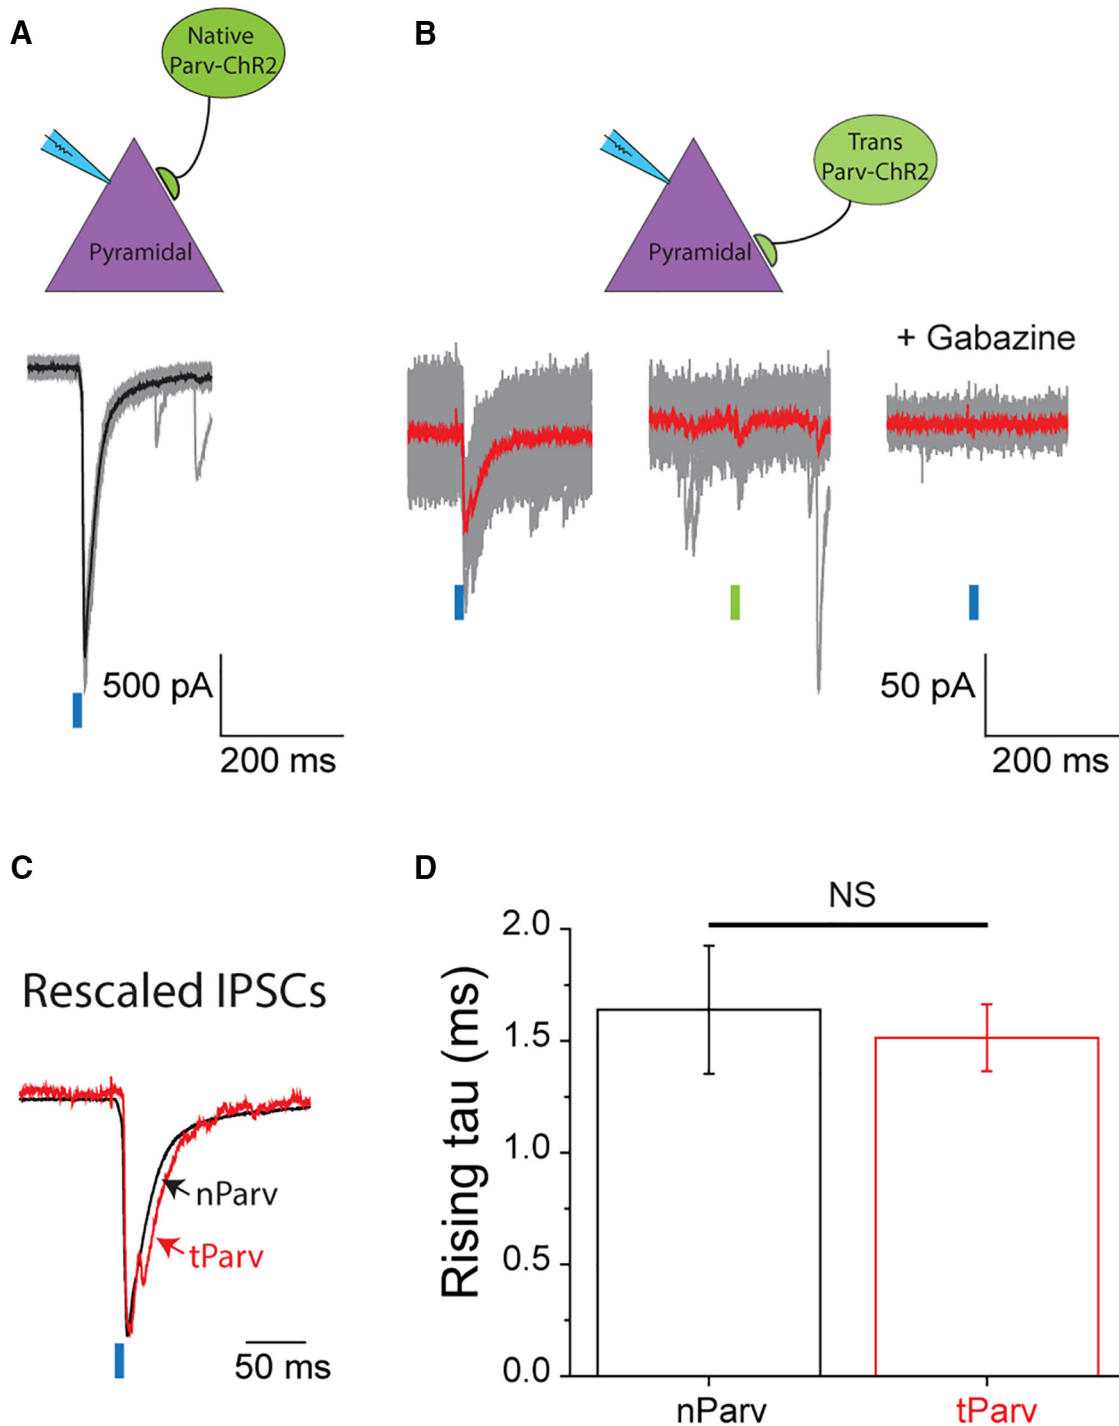 A
Native
Parv-ChR2
Pyramidal
500 pA
200 ms
B
Trans
Parv-ChR2
Pyramidal
+ Gabazine
50 pA
200 ms
C
Rescaled IPSCs
nParv
tParv
50 ms
D
NS
Rising tau (ms)
2.0
1.5
1.0
0.5
0.0
nParv
tParv